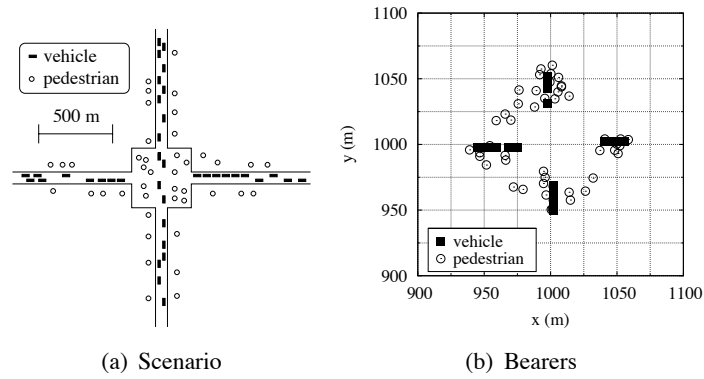 vehicle
pedestrian
500 m
(a) Scenario
1100
1050
1000
950
900
y (m)
vehicle
pedestrian
900 950 1000 1050 1100
x (m)
(b) Bearers